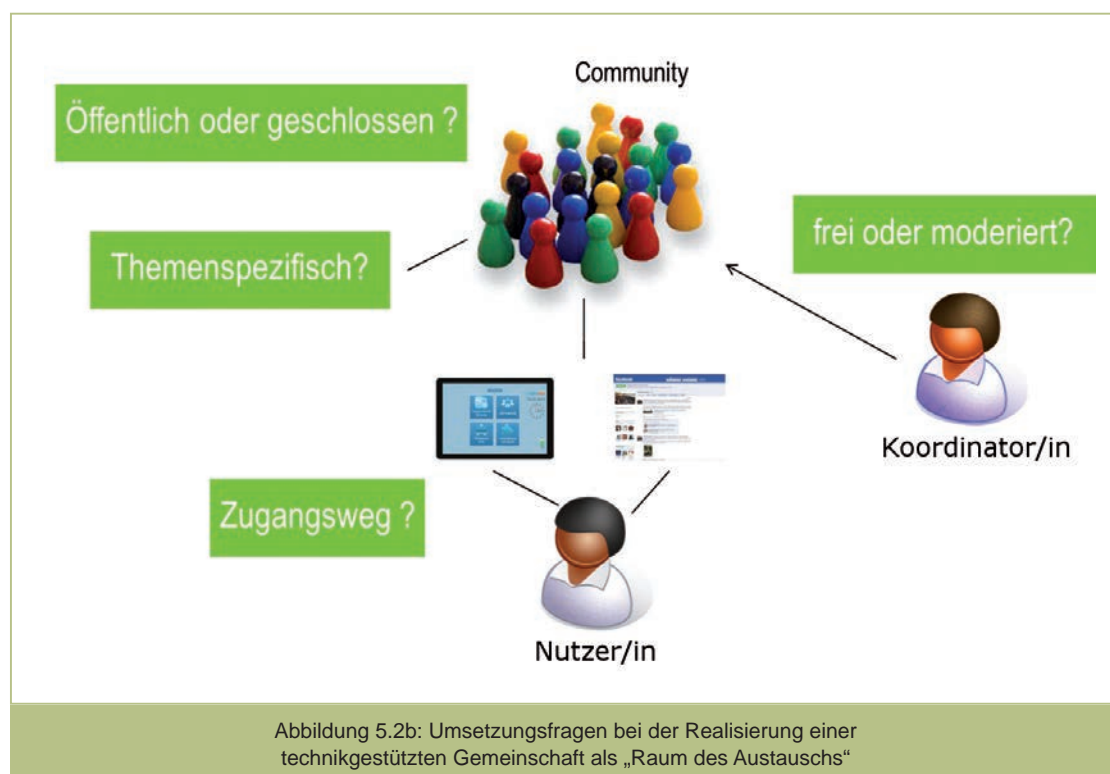 Community
Öffentlich oder geschlossen ?
frei oder moderiert?
Themenspezifisch?
Koordinator/in
Zugangsweg ?
Nutzer/in
Abbildung 5.2b: Umsetzungsfragen bei der Realisierung einer
technikgestützten Gemeinschaft als „Raum des Austauschs“